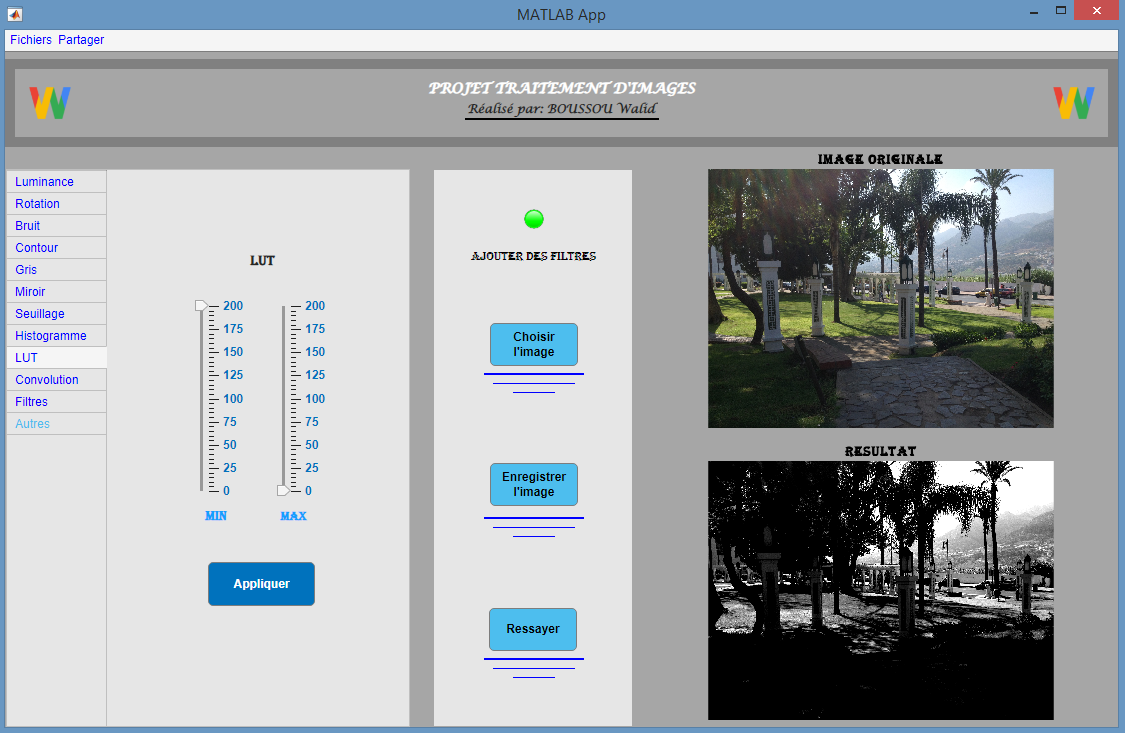 MATLAB App
Fichiers Partager
PROJET TRAITEMENT D'IMAGES
Réalisé par: BOUSSOU Walid
Luminance
Rotation
Bruit
Contour
Gris
Miroir
Seuillage
Histogramme
LUT
Convolution
Filtres
Autres
LUT
200 200
175 175
150 150
125 125
100 100
75 75
50 50
25 25
0 0
MIN MAX
Appliquer
AJOUTER DES FILTRES
Choisir
l'image
Enregistrer
l'image
Ressayer
IMAGE ORIGINALE
RESULTAT